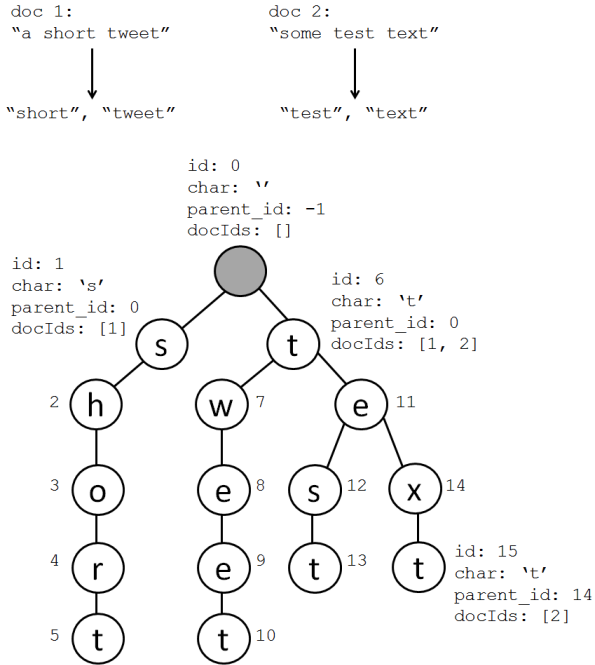 doc 1:
“a short tweet”
doc 2:
“some test text”
“short”, “tweet”
“test”, “text”
id: 0
char: ‘’
parent_id: -1
docIds: []
id: 1
char: ‘s’
parent_id: 0
docIds: [1]
id: 6
char: ‘t’
parent_id: 0
docIds: [1, 2]
s
t
2 h
w 7
e 11
3 o
e 8
s 12
x 14
4 r
e 9
t 13
t
id: 15
char: ‘t’
parent_id: 14
docIds: [2]
5 t
t 10